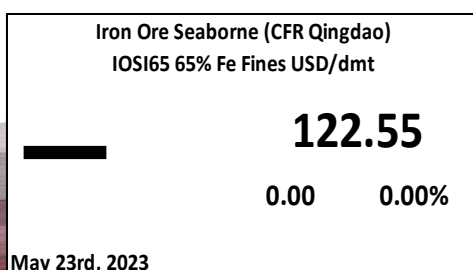 Iron Ore Seaborne (CFR Qingdao)
IOSI65 65% Fe Fines USD/dmt
122.55
0.00 0.00%
May 23rd, 2023